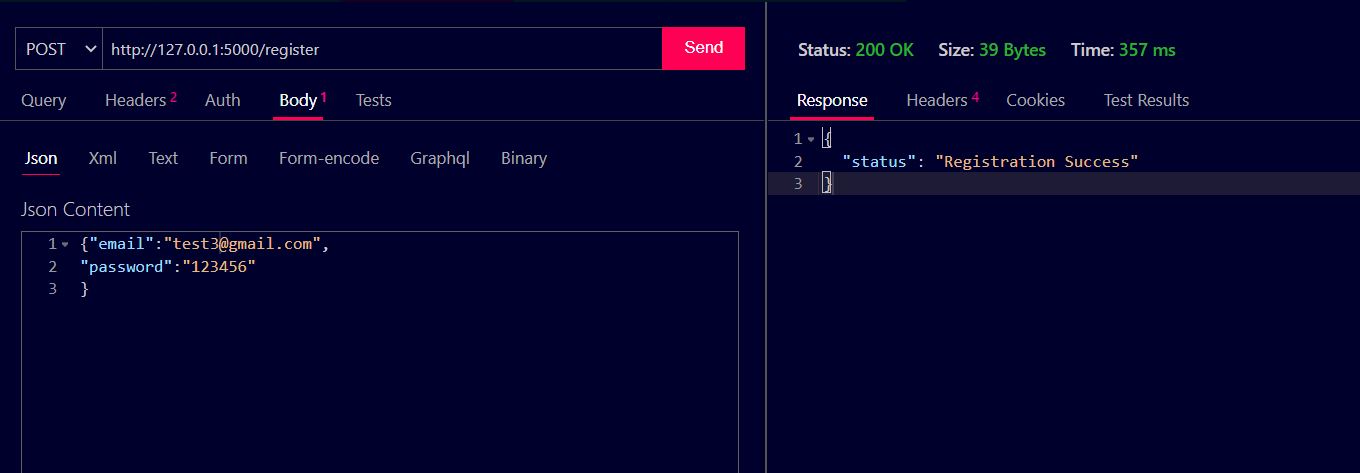 POST http://127.0.0.1:5000/register Send
Query Headers 2 Auth Body 1 Tests
Json Xml Text Form Form-encode Graphql Binary
Json Content
1 {"email":"test3@gmail.com",
2 "password":"123456"
3 }
Status: 200 OK Size: 39 Bytes Time: 357 ms
Response Headers 4 Cookies Test Results
1 {
2 "status": "Registration Success"
3 }